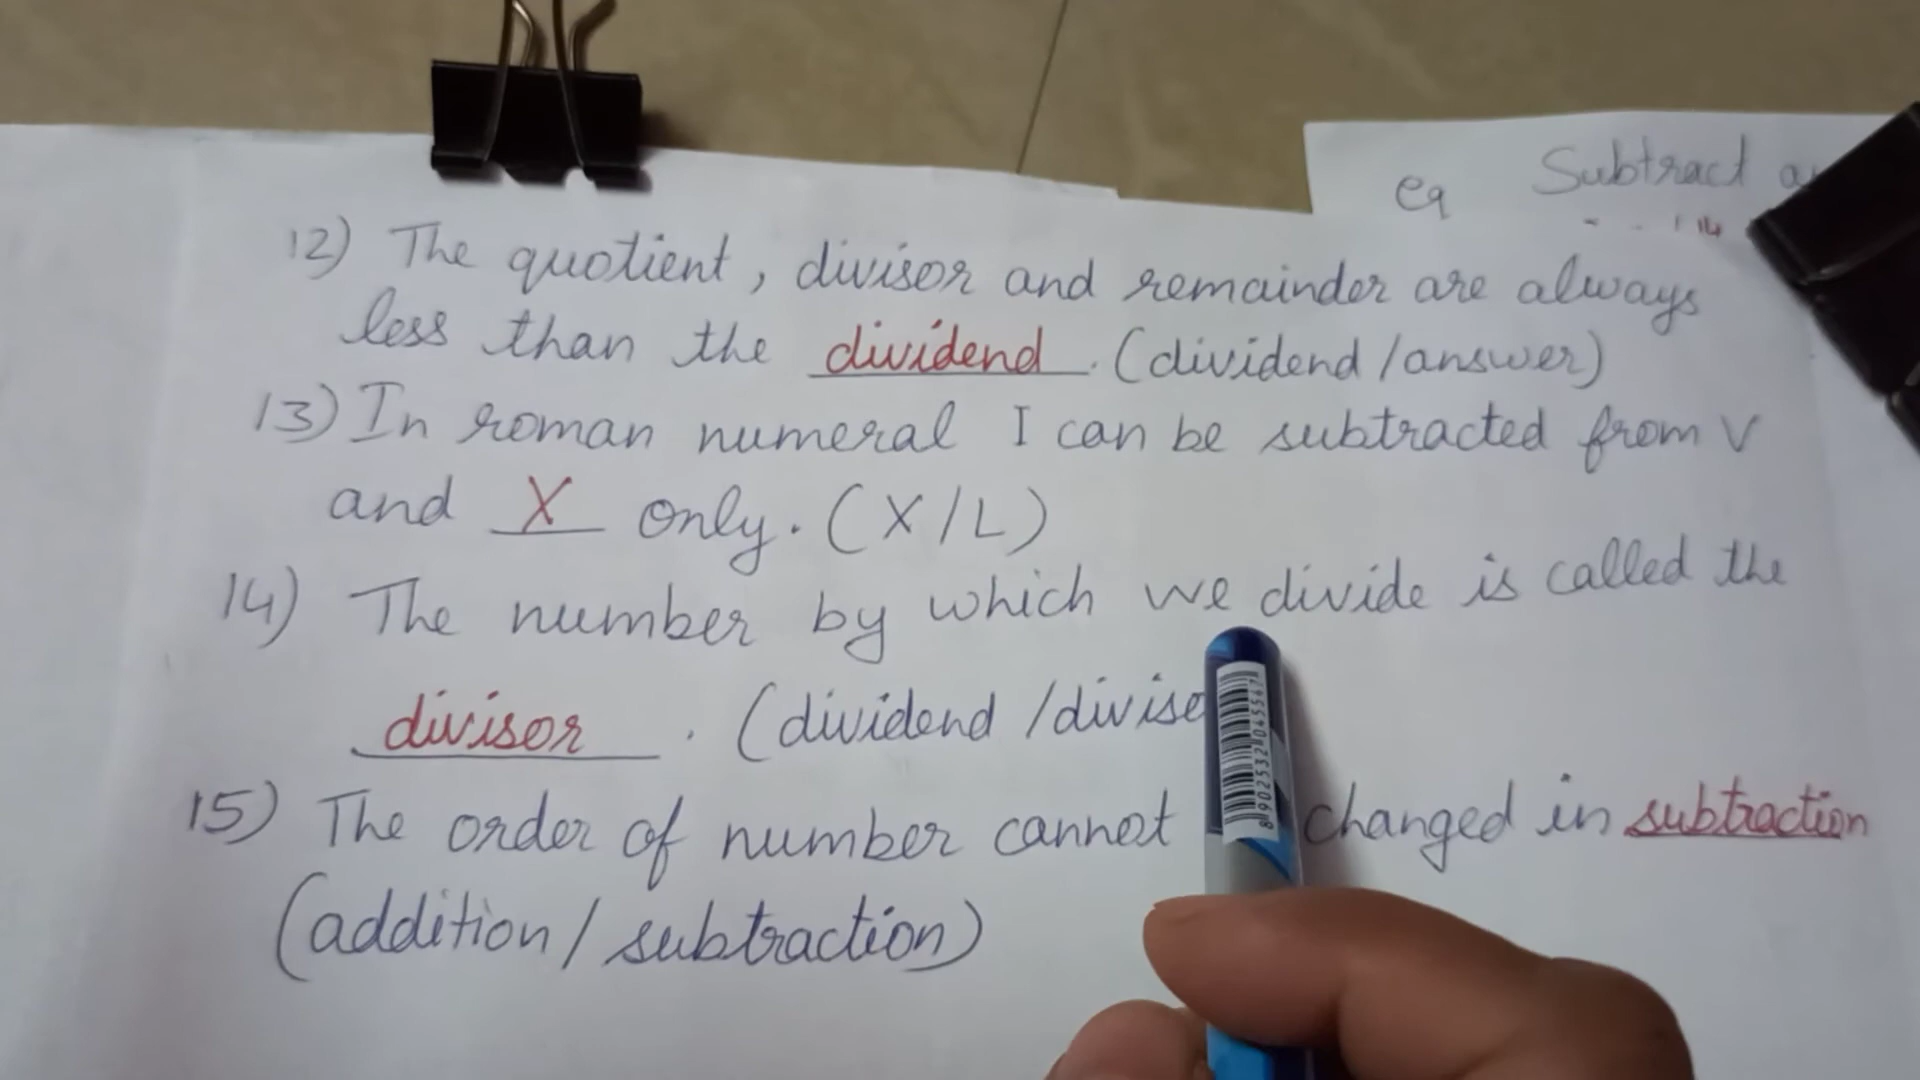 eg Subtract
12) The quotient, divisor and remainder are always
less than the dividend. (dividend/answer)
13) In roman numeral I can be subtracted from V
and X only. (X/L)
14) The number by which we divide is called the
divisor. (dividend/diviso
15) The order of number cannot changed in subtraction
(addition/subtraction)
8902532045567